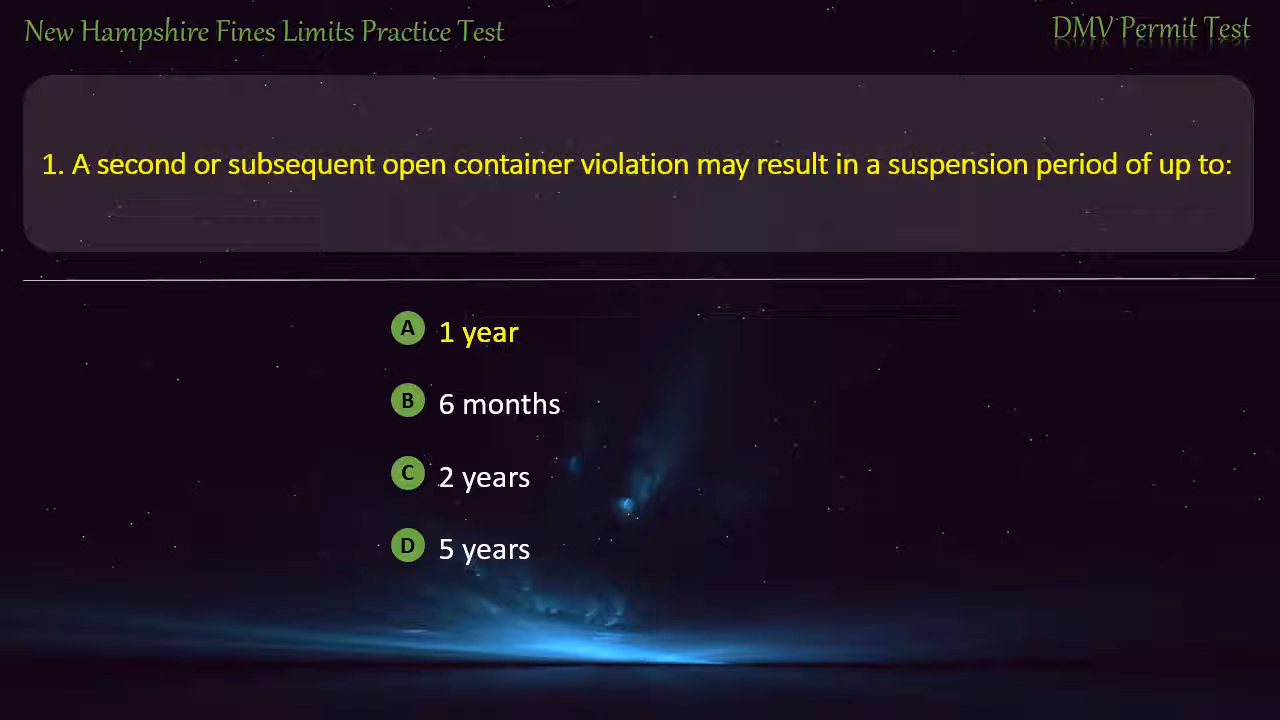 New Hampshire Fines Limits Practice Test
DMV Permit Test
1. A second or subsequent open container violation may result in a suspension period of up to:
A 1 year
B 6 months
C 2 years
D 5 years